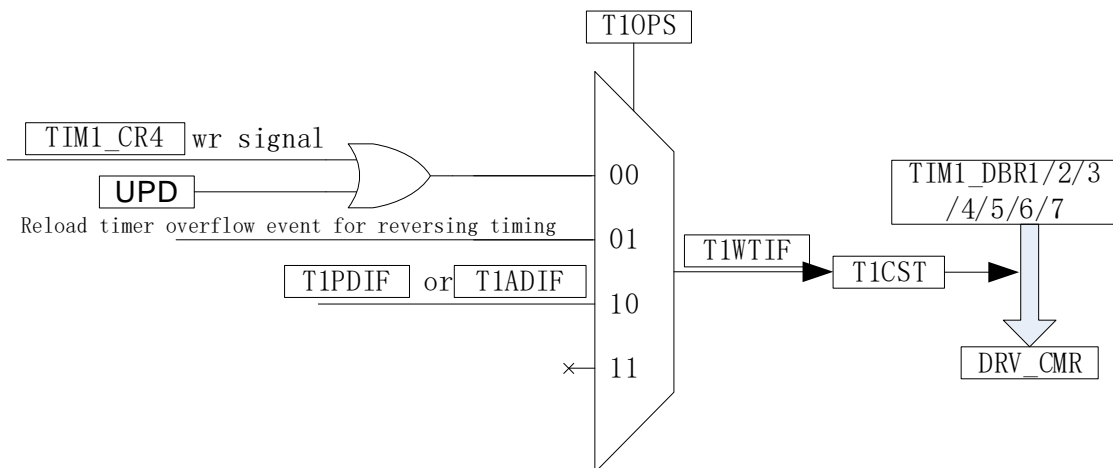 T1OPS
TIM1_CR4 wr signal
UPD
00
TIM1_DBR1/2/3
/4/5/6/7
Reload timer overflow event for reversing timing
01
T1WTIF
T1CST
T1PDIF or T1ADIF
10
11
DRV_CMR